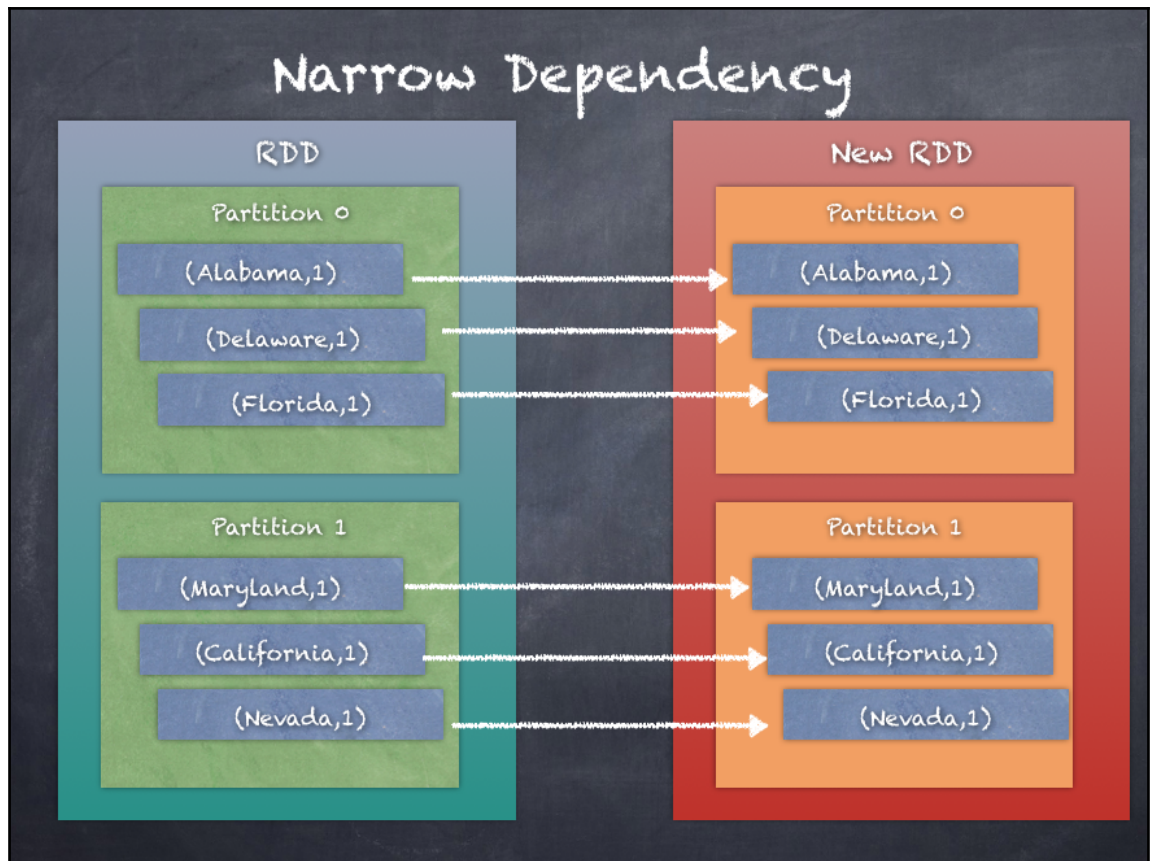 Narrow Dependency
RDD
Partition 0
(Alabama,1)
(Delaware,1)
(Florida,1)
Partition 1
(Maryland,1)
(California,1)
(Nevada,1)
New RDD
Partition 0
(Alabama,1)
(Delaware,1)
(Florida,1)
Partition 1
(Maryland,1)
(California,1)
(Nevada,1)